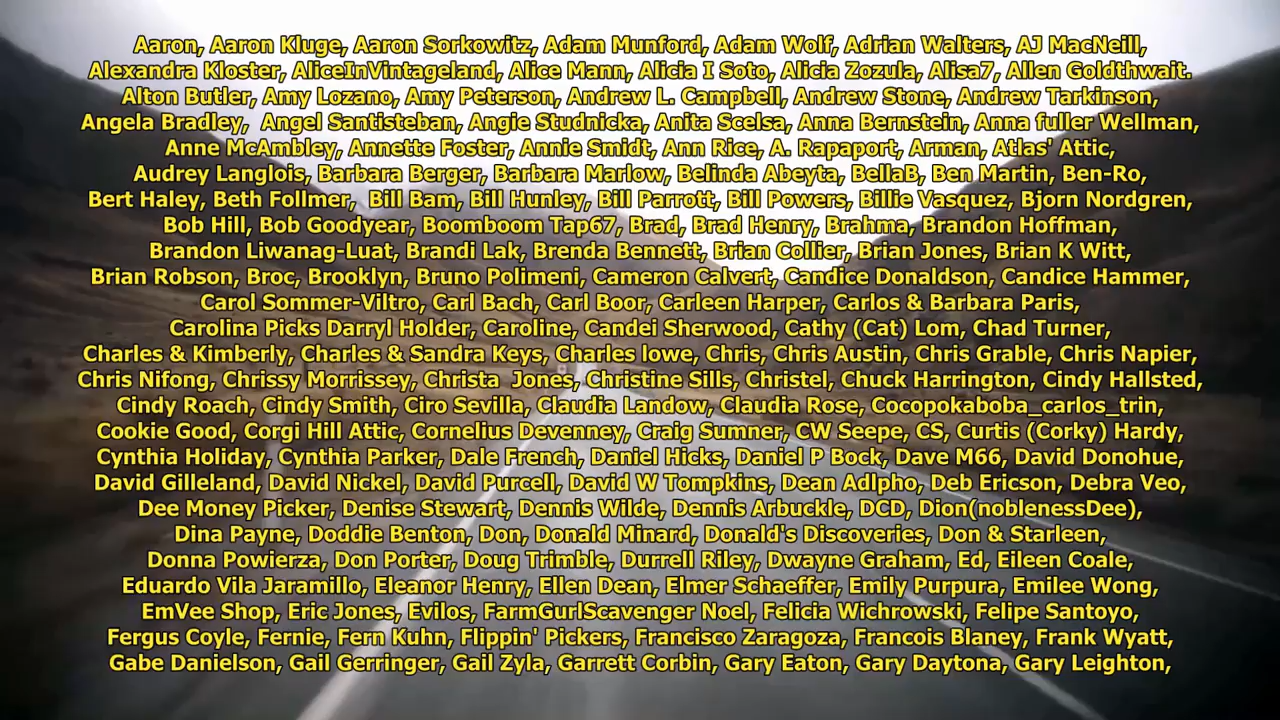 Aaron, Aaron Kluge, Aaron Sorkowitz, Adam Munford, Adam Wolf, Adrian Walters, AJ MacNeill,
Alexandra Kloster, AliceInVintageland, Alice Mann, Alicia I Soto, Alicia Zozula, Alisa7, Allen Goldthwait.
Alton Butler, Amy Lozano, Amy Peterson, Andrew L. Campbell, Andrew Stone, Andrew Tarkinson,
Angela Bradley,  Angel Santisteban, Angie Studnicka, Anita Scelsa, Anna Bernstein, Anna fuller Wellman,
Anne McAmbley, Annette Foster, Annie Smidt, Ann Rice, A. Rapaport, Arman, Atlas' Attic,
Audrey Langlois, Barbara Berger, Barbara Marlow, Belinda Abeyta, BellaB, Ben Martin, Ben-Ro,
Bert Haley, Beth Follmer,  Bill Bam, Bill Hunley, Bill Parrott, Bill Powers, Billie Vasquez, Bjorn Nordgren,
Bob Hill, Bob Goodyear, Boomboom Tap67, Brad, Brad Henry, Brahma, Brandon Hoffman,
Brandon Liwanag-Luat, Brandi Lak, Brenda Bennett, Brian Collier, Brian Jones, Brian K Witt,
Brian Robson, Broc, Brooklyn, Bruno Polimeni, Cameron Calvert, Candice Donaldson, Candice Hammer,
Carol Sommer-Viltro, Carl Bach, Carl Boor, Carleen Harper, Carlos & Barbara Paris,
Carolina Picks Darryl Holder, Caroline, Candei Sherwood, Cathy (Cat) Lom, Chad Turner,
Charles & Kimberly, Charles & Sandra Keys, Charles lowe, Chris, Chris Austin, Chris Grable, Chris Napier,
Chris Nifong, Chrissy Morrissey, Christa  Jones, Christine Sills, Christel, Chuck Harrington, Cindy Hallsted,
Cindy Roach, Cindy Smith, Ciro Sevilla, Claudia Landow, Claudia Rose, Cocopokaboba_carlos_trin,
Cookie Good, Corgi Hill Attic, Cornelius Devenney, Craig Sumner, CW Seepe, CS, Curtis (Corky) Hardy,
Cynthia Holiday, Cynthia Parker, Dale French, Daniel Hicks, Daniel P Bock, Dave M66, David Donohue,
David Gilleland, David Nickel, David Purcell, David W Tompkins, Dean Adlpho, Deb Ericson, Debra Veo,
Dee Money Picker, Denise Stewart, Dennis Wilde, Dennis Arbuckle, DCD, Dion(noblenessDee),
Dina Payne, Doddie Benton, Don, Donald Minard, Donald's Discoveries, Don & Starleen,
Donna Powierza, Don Porter, Doug Trimble, Durrell Riley, Dwayne Graham, Ed, Eileen Coale,
Eduardo Vila Jaramillo, Eleanor Henry, Ellen Dean, Elmer Schaeffer, Emily Purpura, Emilee Wong,
EmVee Shop, Eric Jones, Evilos, FarmGurlScavenger Noel, Felicia Wichrowski, Felipe Santoyo,
Fergus Coyle, Fernie, Fern Kuhn, Flippin' Pickers, Francisco Zaragoza, Francois Blaney, Frank Wyatt,
Gabe Danielson, Gail Gerringer, Gail Zyla, Garrett Corbin, Gary Eaton, Gary Daytona, Gary Leighton,